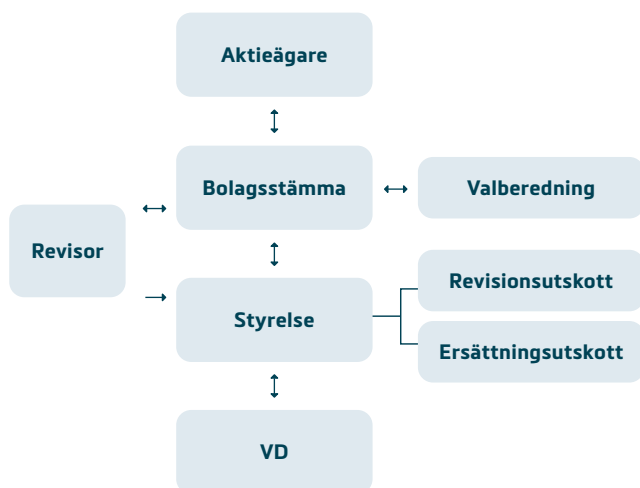 Aktieägare
Bolagsstämma
Valberedning
Revisor
Revisionsutskott
Styrelse
Ersättningsutskott
VD